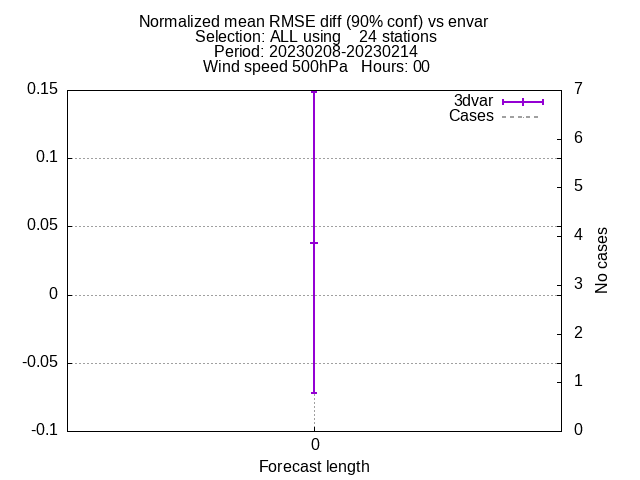 Normalized mean RMSE diff (90% conf) vs envar
Selection: ALL using    24 stations
Period: 20230208-20230214
Wind speed 500hPa   Hours: 00
0.15
0.1
0.05
0
-0.05
-0.1
3dvar
Cases
7
6
5
4
3
2
1
0
No cases
0
Forecast length